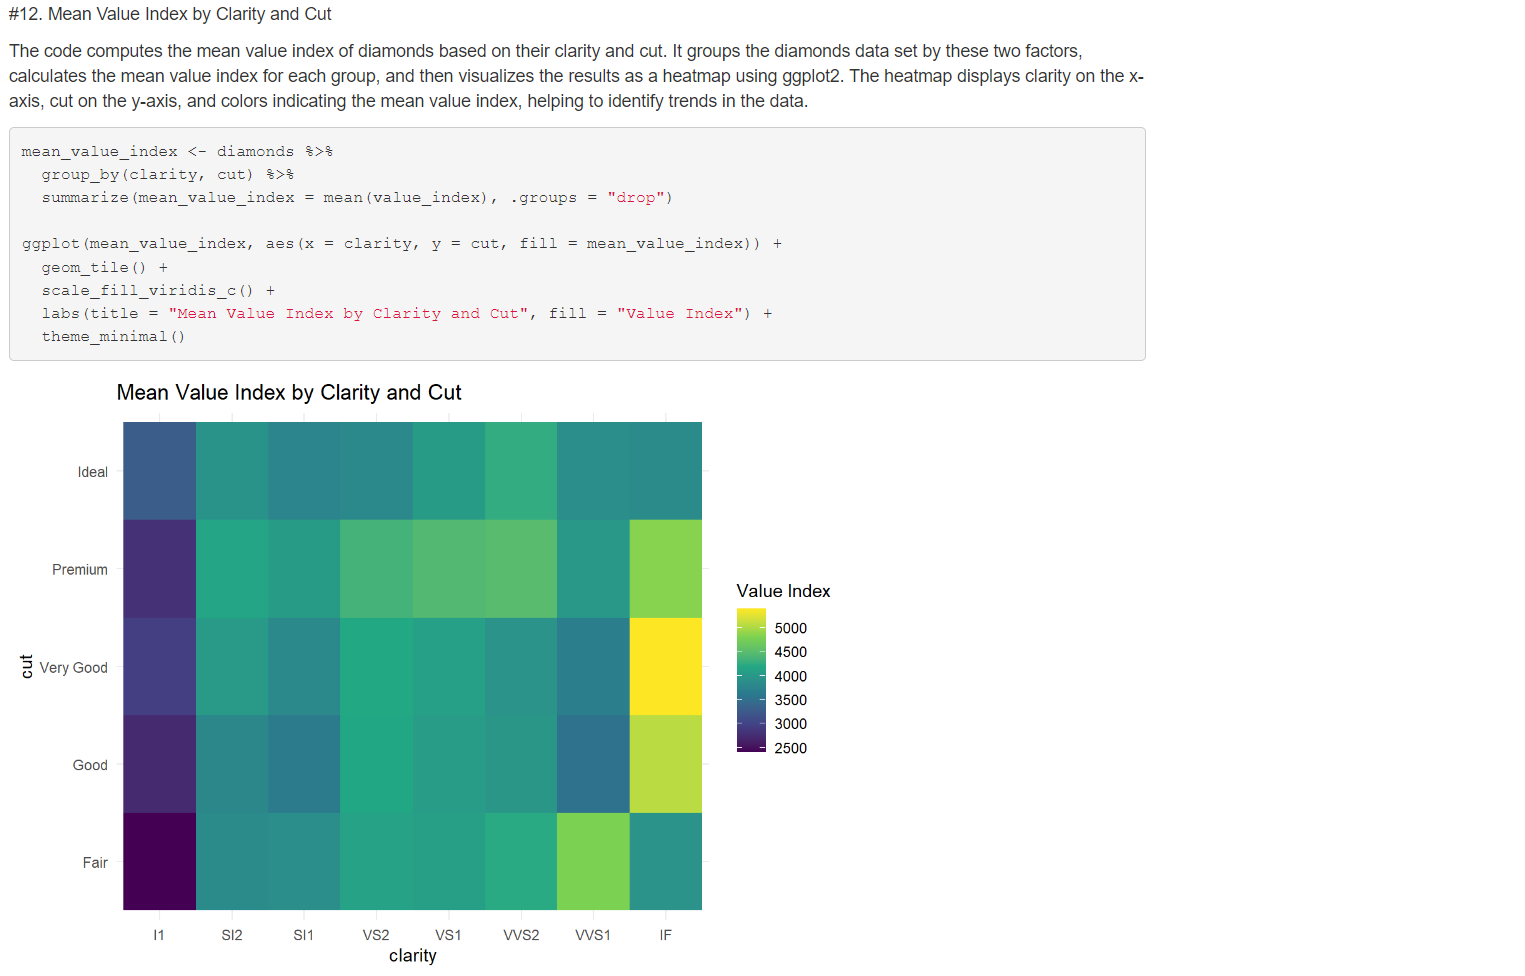 #12. Mean Value Index by Clarity and Cut
The code computes the mean value index of diamonds based on their clarity and cut. It groups the diamonds data set by these two factors,
calculates the mean value index for each group, and then visualizes the results as a heatmap using ggplot2. The heatmap displays clarity on the x-
axis, cut on the y-axis, and colors indicating the mean value index, helping to identify trends in the data.
mean_value_index <- diamonds %>%
  group_by(clarity, cut) %>%
  summarize(mean_value_index = mean(value_index), .groups = "drop")

ggplot(mean_value_index, aes(x = clarity, y = cut, fill = mean_value_index)) +
  geom_tile() +
  scale_fill_viridis_c() +
  labs(title = "Mean Value Index by Clarity and Cut", fill = "Value Index") +
  theme_minimal()
Mean Value Index by Clarity and Cut
cut
Ideal
Premium
Very Good
Good
Fair
I1 SI2 SI1 VS2 VS1 VVS2 VVS1 IF
clarity
Value Index
5000
4500
4000
3500
3000
2500